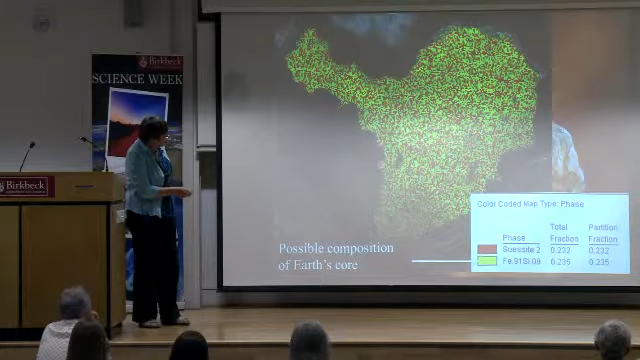 Birkbeck
SCIENCE WEEK
Birkbeck
Possible composition
of Earth's core
Color Coded Map Type: Phase
Total Partition
Phase Fraction Fraction
Suessite 2 0.232 0.232
Fe.91Si.09 0.235 0.235